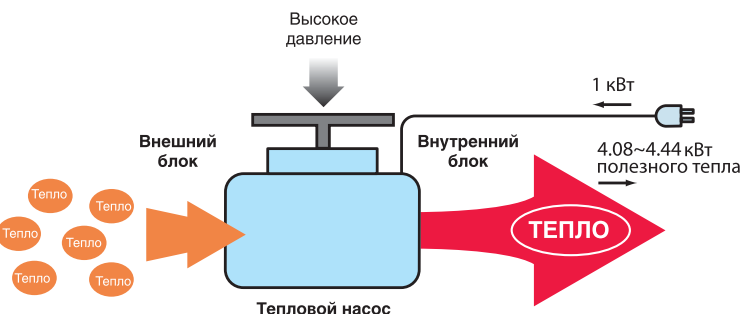 Высокое
давление
1 кВт
Внешний
блок
Внутренний
блок
4.08~4.44 кВт
полезного тепла
Тепло
Тепло
Тепло
Тепло
Тепло
Тепло
ТЕПЛО
Тепловой насос